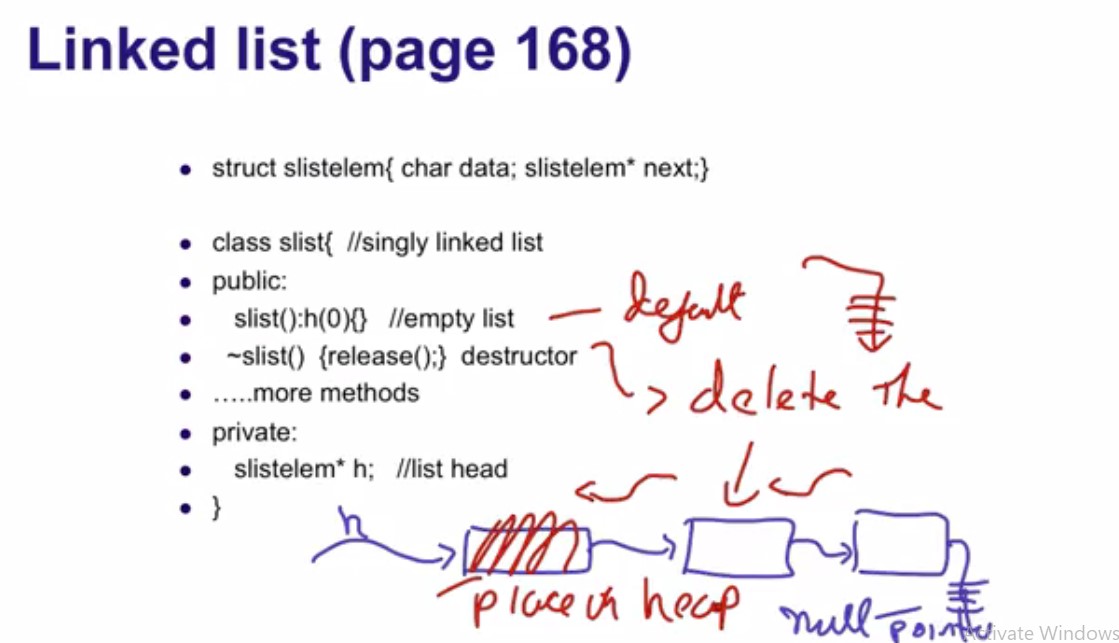 Linked list (page 168)
• struct slistelem{ char data; slistelem* next;}
• class slist{ //singly linked list
• public:
• slist():h(0){} //empty list — default
• ~slist() {release();} destructor
> delete the
• …..more methods
• private:
• slistelem* h; //list head
• }
h
place in heap
null pointer
Activate Windows